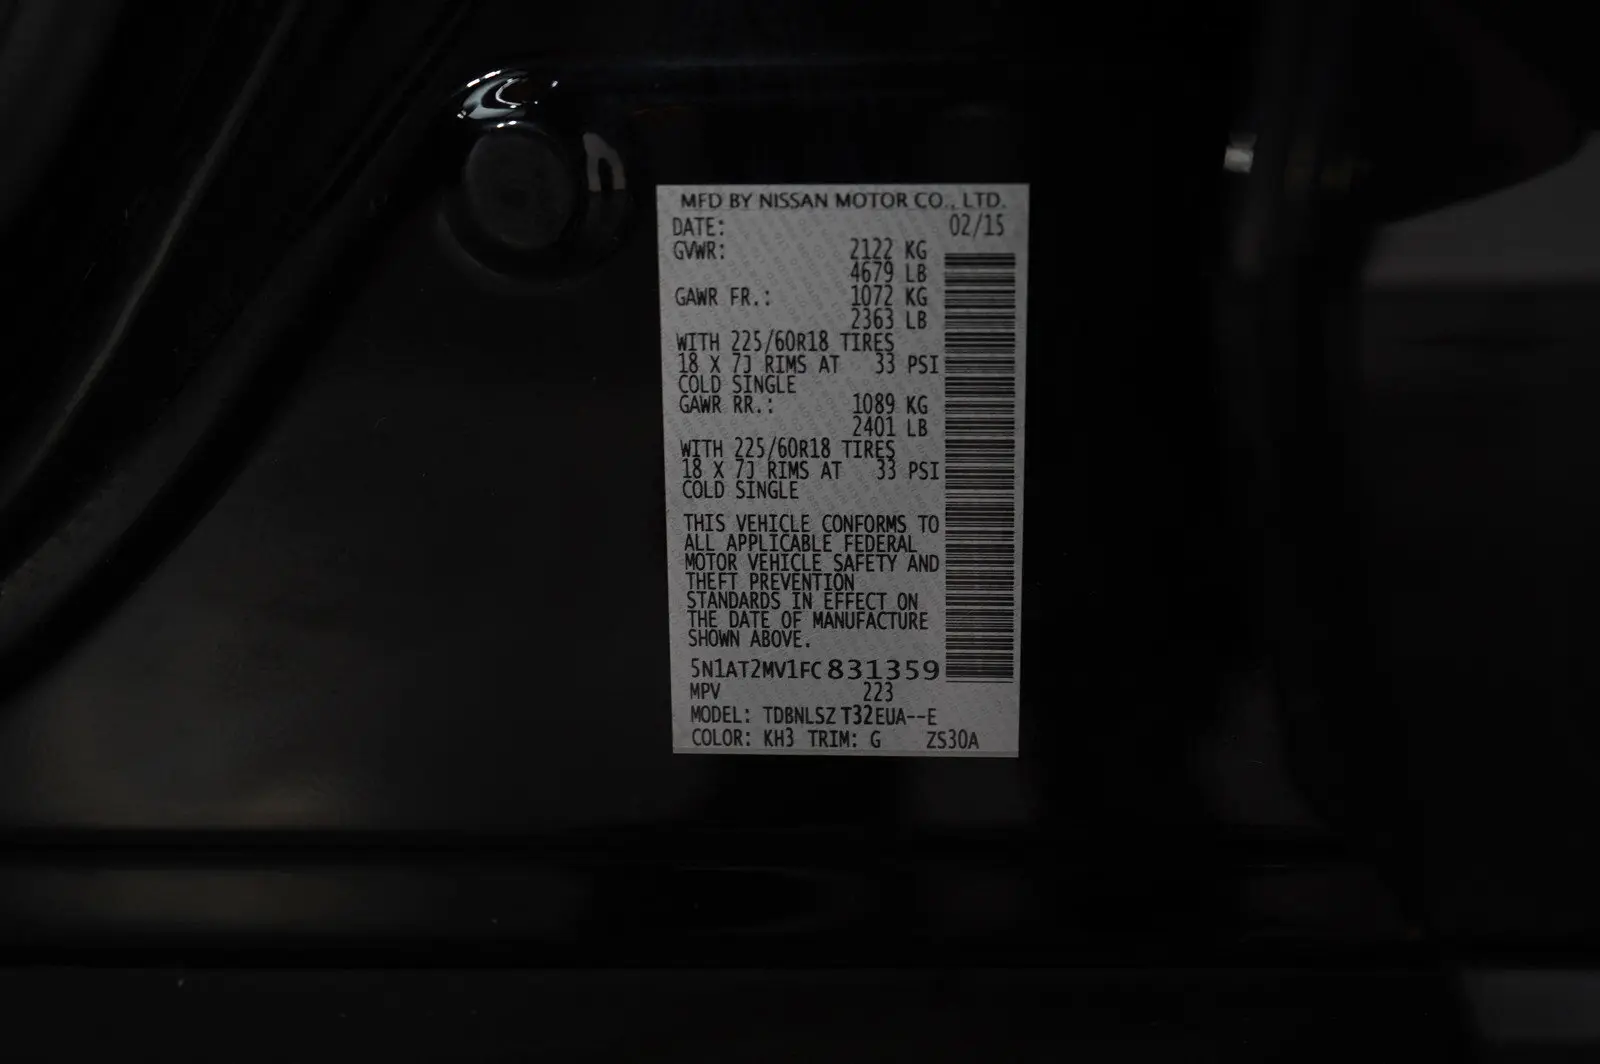 MFD BY NISSAN MOTOR CO., LTD.
DATE: 02/15
GVWR: 2122 KG
4679 LB
GAWR FR.: 1072 KG
2363 LB
WITH 225/60R18 TIRES
18 X 7J RIMS AT 33 PSI
COLD SINGLE
GAWR RR.: 1089 KG
2401 LB
WITH 225/60R18 TIRES
18 X 7J RIMS AT 33 PSI
COLD SINGLE
THIS VEHICLE CONFORMS TO
ALL APPLICABLE FEDERAL
MOTOR VEHICLE SAFETY AND
THEFT PREVENTION
STANDARDS IN EFFECT ON
THE DATE OF MANUFACTURE
SHOWN ABOVE.
5N1AT2MV1FC831359
MPV 223
MODEL: TDBNLSZ T32EUA--E
COLOR: KH3 TRIM: G ZS30A